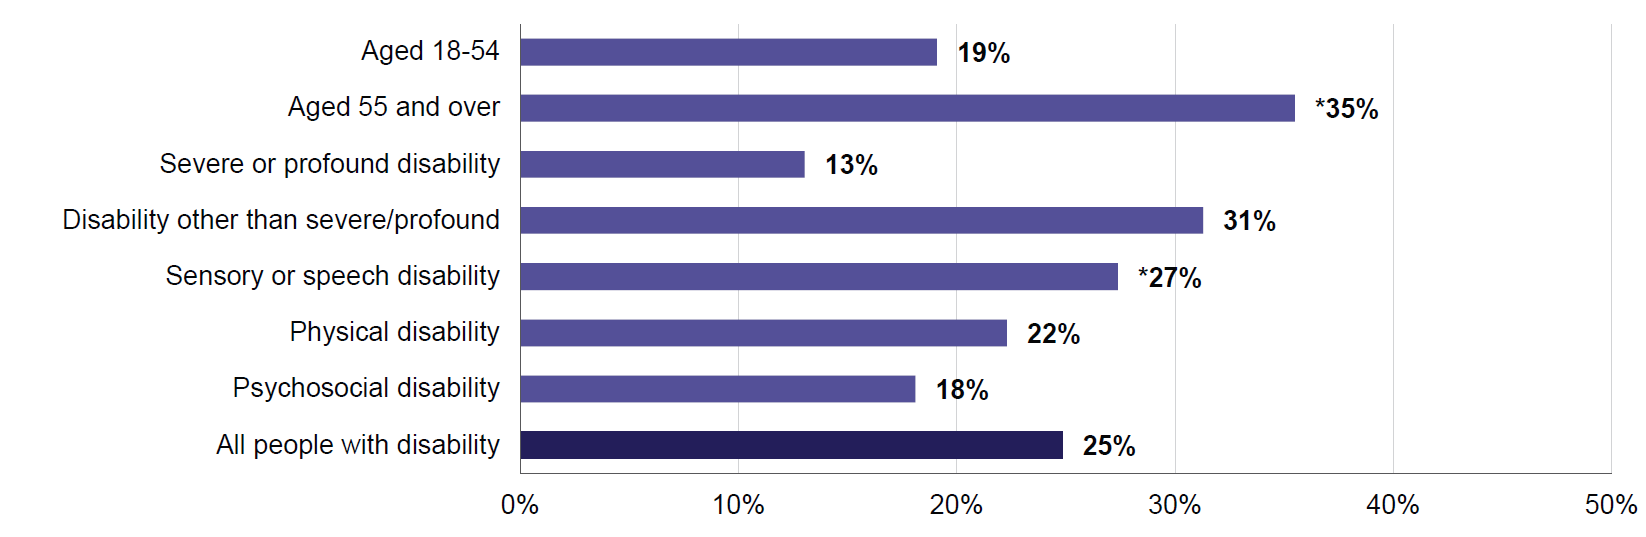 Aged 18-54 19%
Aged 55 and over *35%
Severe or profound disability 13%
Disability other than severe/profound 31%
Sensory or speech disability *27%
Physical disability 22%
Psychosocial disability 18%
All people with disability 25%
0% 10% 20% 30% 40% 50%